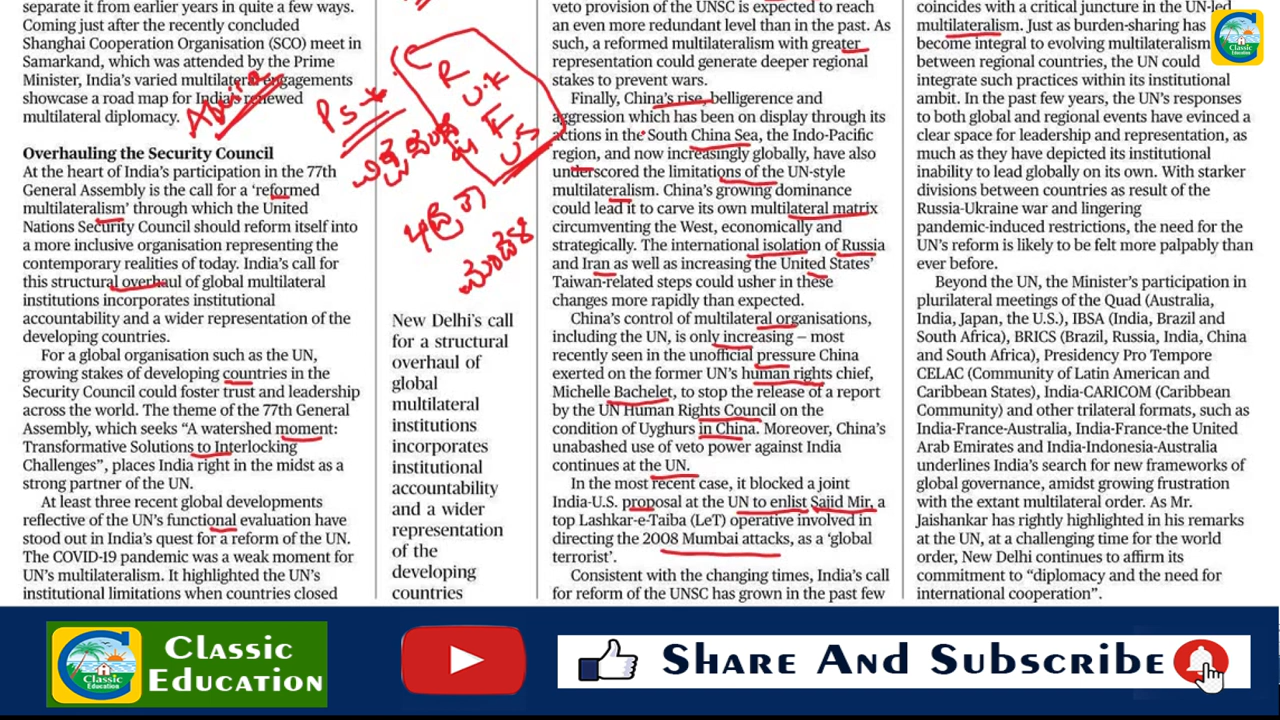 separate it from earlier years in quite a few ways.
Coming just after the recently concluded
Shanghai Cooperation Organisation (SCO) meet in
Samarkand, which was attended by the Prime
Minister, India's varied multilateral engagements
showcase a road map for India's renewed
multilateral diplomacy.
Overhauling the Security Council
At the heart of India's participation in the 77th
General Assembly is the call for a 'reformed
multilateralism' through which the United
Nations Security Council should reform itself into
a more inclusive organisation representing the
contemporary realities of today. India's call for
this structural overhaul of global multilateral
institutions incorporates institutional
accountability and a wider representation of the
developing countries.
For a global organisation such as the UN,
growing stakes of developing countries in the
Security Council could foster trust and leadership
across the world. The theme of the 77th General
Assembly, which seeks "A watershed moment:
Transformative Solutions to Interlocking
Challenges", places India right in the midst as a
strong partner of the UN.
At least three recent global developments
reflective of the UN's functional evaluation have
stood out in India's quest for a reform of the UN.
The COVID-19 pandemic was a weak moment for
UN's multilateralism. It highlighted the UN's
institutional limitations when countries closed
P5
C
R
U.K
F
US
New Delhi's call
for a structural
overhaul of
global
multilateral
institutions
incorporates
institutional
accountability
and a wider
representation
of the
developing
countries
veto provision of the UNSC is expected to reach
an even more redundant level than in the past. As
such, a reformed multilateralism with greater
representation could generate deeper regional
stakes to prevent wars.
Finally, China's rise, belligerence and
aggression which has been on display through its
actions in the South China Sea, the Indo-Pacific
region, and now increasingly globally, have also
underscored the limitations of the UN-style
multilateralism. China's growing dominance
could lead it to carve its own multilateral matrix
circumventing the West, economically and
strategically. The international isolation of Russia
and Iran as well as increasing the United States'
Taiwan-related steps could usher in these
changes more rapidly than expected.
China's control of multilateral organisations,
including the UN, is only increasing — most
recently seen in the unofficial pressure China
exerted on the former UN's human rights chief,
Michelle Bachelet, to stop the release of a report
by the UN Human Rights Council on the
condition of Uyghurs in China. Moreover, China's
unabashed use of veto power against India
continues at the UN.
In the most recent case, it blocked a joint
India-U.S. proposal at the UN to enlist Sajid Mir, a
top Lashkar-e-Taiba (LeT) operative involved in
directing the 2008 Mumbai attacks, as a 'global
terrorist'.
Consistent with the changing times, India's call
for reform of the UNSC has grown in the past few
coincides with a critical juncture in the UN-led
multilateralism. Just as burden-sharing has
become integral to evolving multilateralism
between regional countries, the UN could
integrate such practices within its institutional
ambit. In the past few years, the UN's responses
to both global and regional events have evinced a
clear space for leadership and representation, as
much as they have depicted its institutional
inability to lead globally on its own. With starker
divisions between countries as result of the
Russia-Ukraine war and lingering
pandemic-induced restrictions, the need for the
UN's reform is likely to be felt more palpably than
ever before.
Beyond the UN, the Minister's participation in
plurilateral meetings of the Quad (Australia,
India, Japan, the U.S.), IBSA (India, Brazil and
South Africa), BRICS (Brazil, Russia, India, China
and South Africa), Presidency Pro Tempore
CELAC (Community of Latin American and
Caribbean States), India-CARICOM (Caribbean
Community) and other trilateral formats, such as
India-France-Australia, India-France-the United
Arab Emirates and India-Indonesia-Australia
underlines India's search for new frameworks of
global governance, amidst growing frustration
with the extant multilateral order. As Mr.
Jaishankar has rightly highlighted in his remarks
at the UN, at a challenging time for the world
order, New Delhi continues to affirm its
commitment to "diplomacy and the need for
international cooperation".
Classic
Education
Classic
Education
Classic
Education
Share And Subscribe